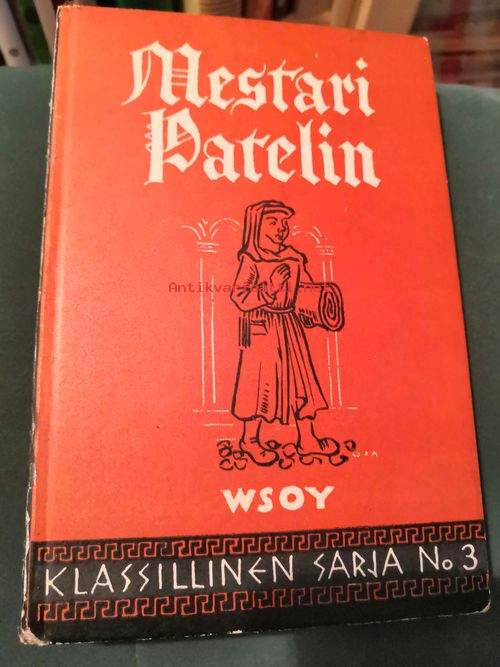 Mestari
Patelin
WSOY
KLASSILLINEN SARJA No 3